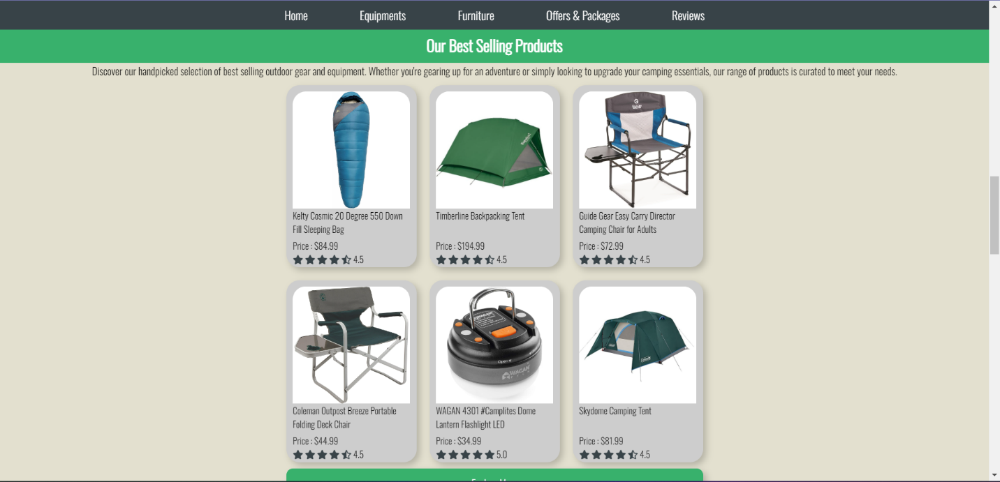 Home Equipments Furniture Offers & Packages Reviews
Our Best Selling Products
Discover our handpicked selection of best selling outdoor gear and equipment. Whether you're gearing up for an adventure or simply looking to upgrade your camping essentials, our range of products is curated to meet your needs.
Kelty Cosmic 20 Degree 550 Down
Fill Sleeping Bag
Price : $84.99
4.5
Timberline Backpacking Tent
Price : $194.99
4.5
Guide Gear Easy Carry Director
Camping Chair for Adults
Price : $72.99
4.5
Coleman Outpost Breeze Portable
Folding Deck Chair
Price : $44.99
4.5
Open
WAGAN
WAGAN 4301 #Camplites Dome
Lantern Flashlight LED
Price : $34.99
5.0
Skydome Camping Tent
Price : $81.99
4.5